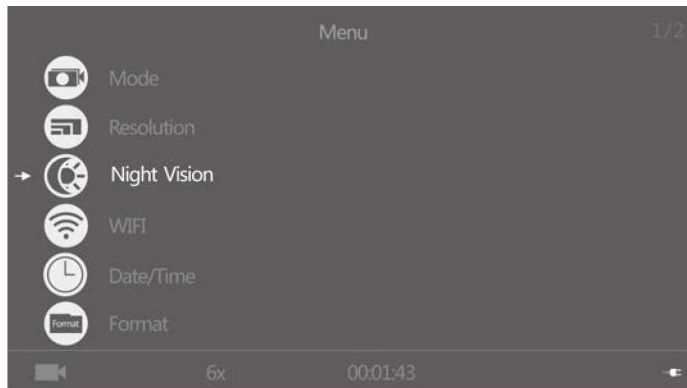 Menu 1/2
Mode
Resolution
Night Vision
WIFI
Date/Time
Format Format
6x 00:01:43